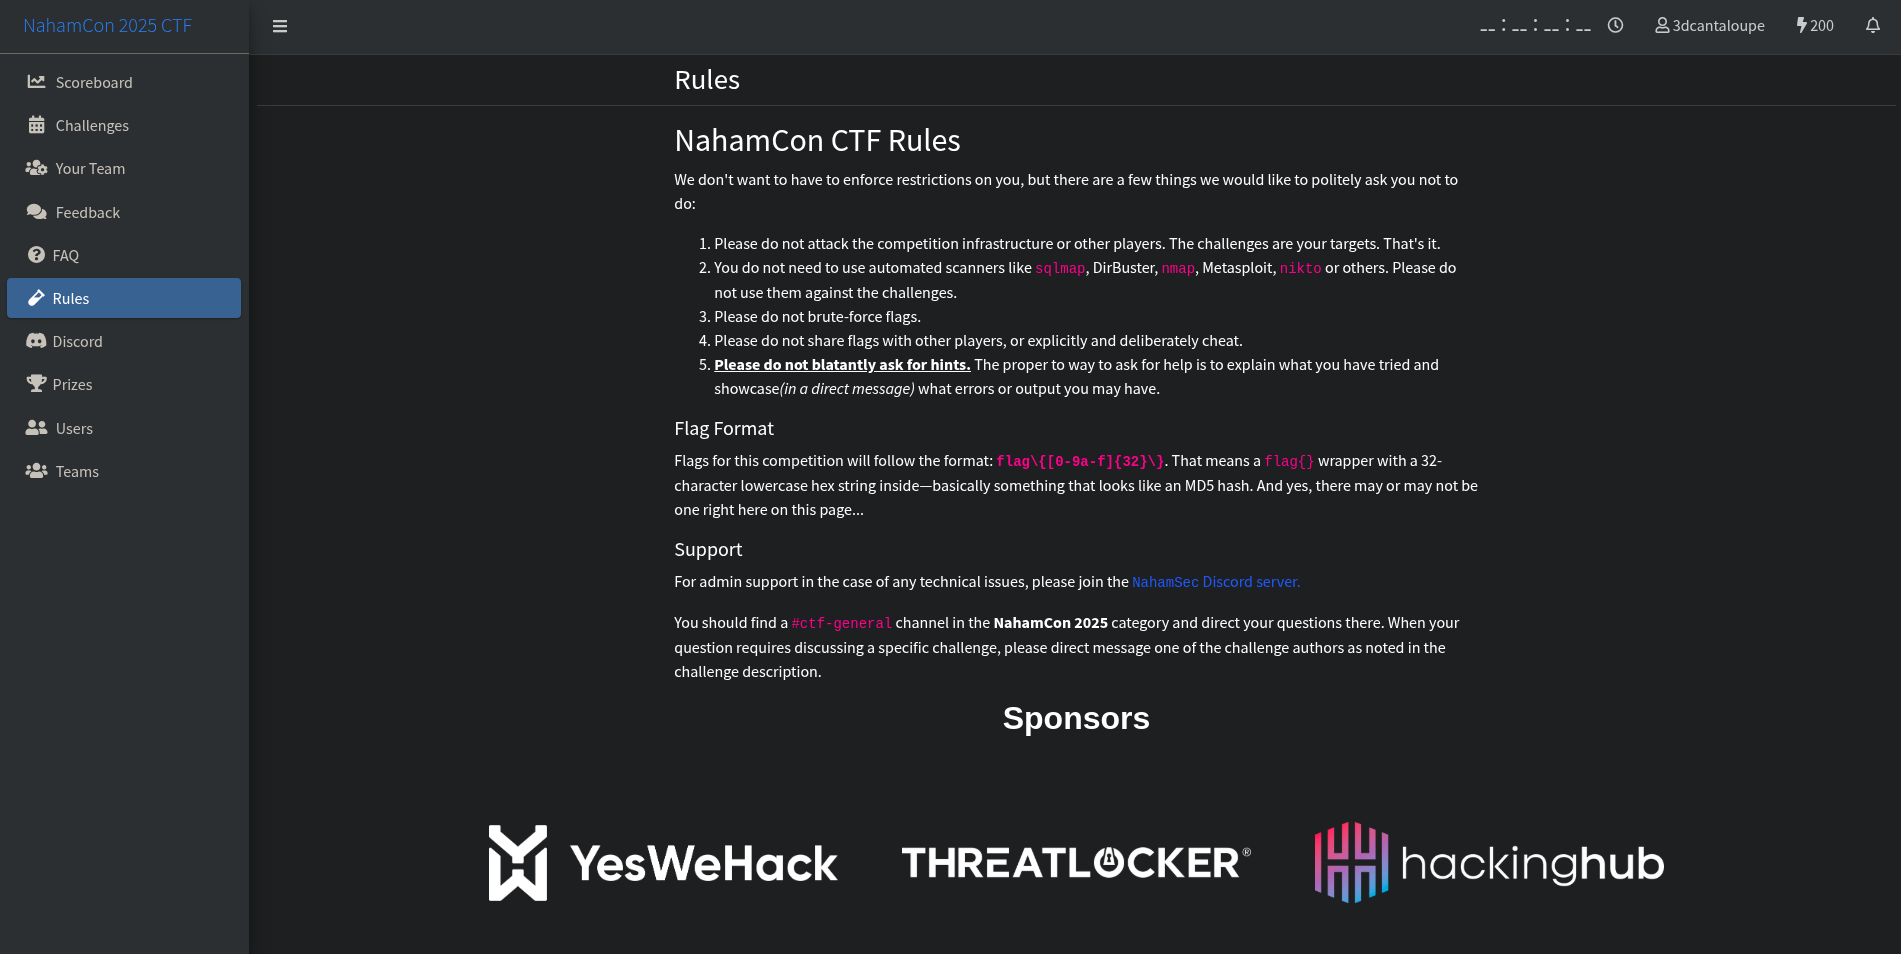 NahamCon 2025 CTF
-- : -- : -- : --
3dcantaloupe
200
Scoreboard
Challenges
Your Team
Feedback
FAQ
Rules
Discord
Prizes
Users
Teams
Rules
NahamCon CTF Rules
We don't want to have to enforce restrictions on you, but there are a few things we would like to politely ask you not to
do:
1. Please do not attack the competition infrastructure or other players. The challenges are your targets. That's it.
2. You do not need to use automated scanners like sqlmap, DirBuster, nmap, Metasploit, nikto or others. Please do
not use them against the challenges.
3. Please do not brute-force flags.
4. Please do not share flags with other players, or explicitly and deliberately cheat.
5. Please do not blatantly ask for hints. The proper to way to ask for help is to explain what you have tried and
showcase(in a direct message) what errors or output you may have.
Flag Format
Flags for this competition will follow the format: flag\{[0-9a-f]{32}\}. That means a flag{} wrapper with a 32-
character lowercase hex string inside—basically something that looks like an MD5 hash. And yes, there may or may not be
one right here on this page...
Support
For admin support in the case of any technical issues, please join the NahamSec Discord server.
You should find a #ctf-general channel in the NahamCon 2025 category and direct your questions there. When your
question requires discussing a specific challenge, please direct message one of the challenge authors as noted in the
challenge description.
Sponsors
YesWeHack
THREATLOCKER®
hackinghub